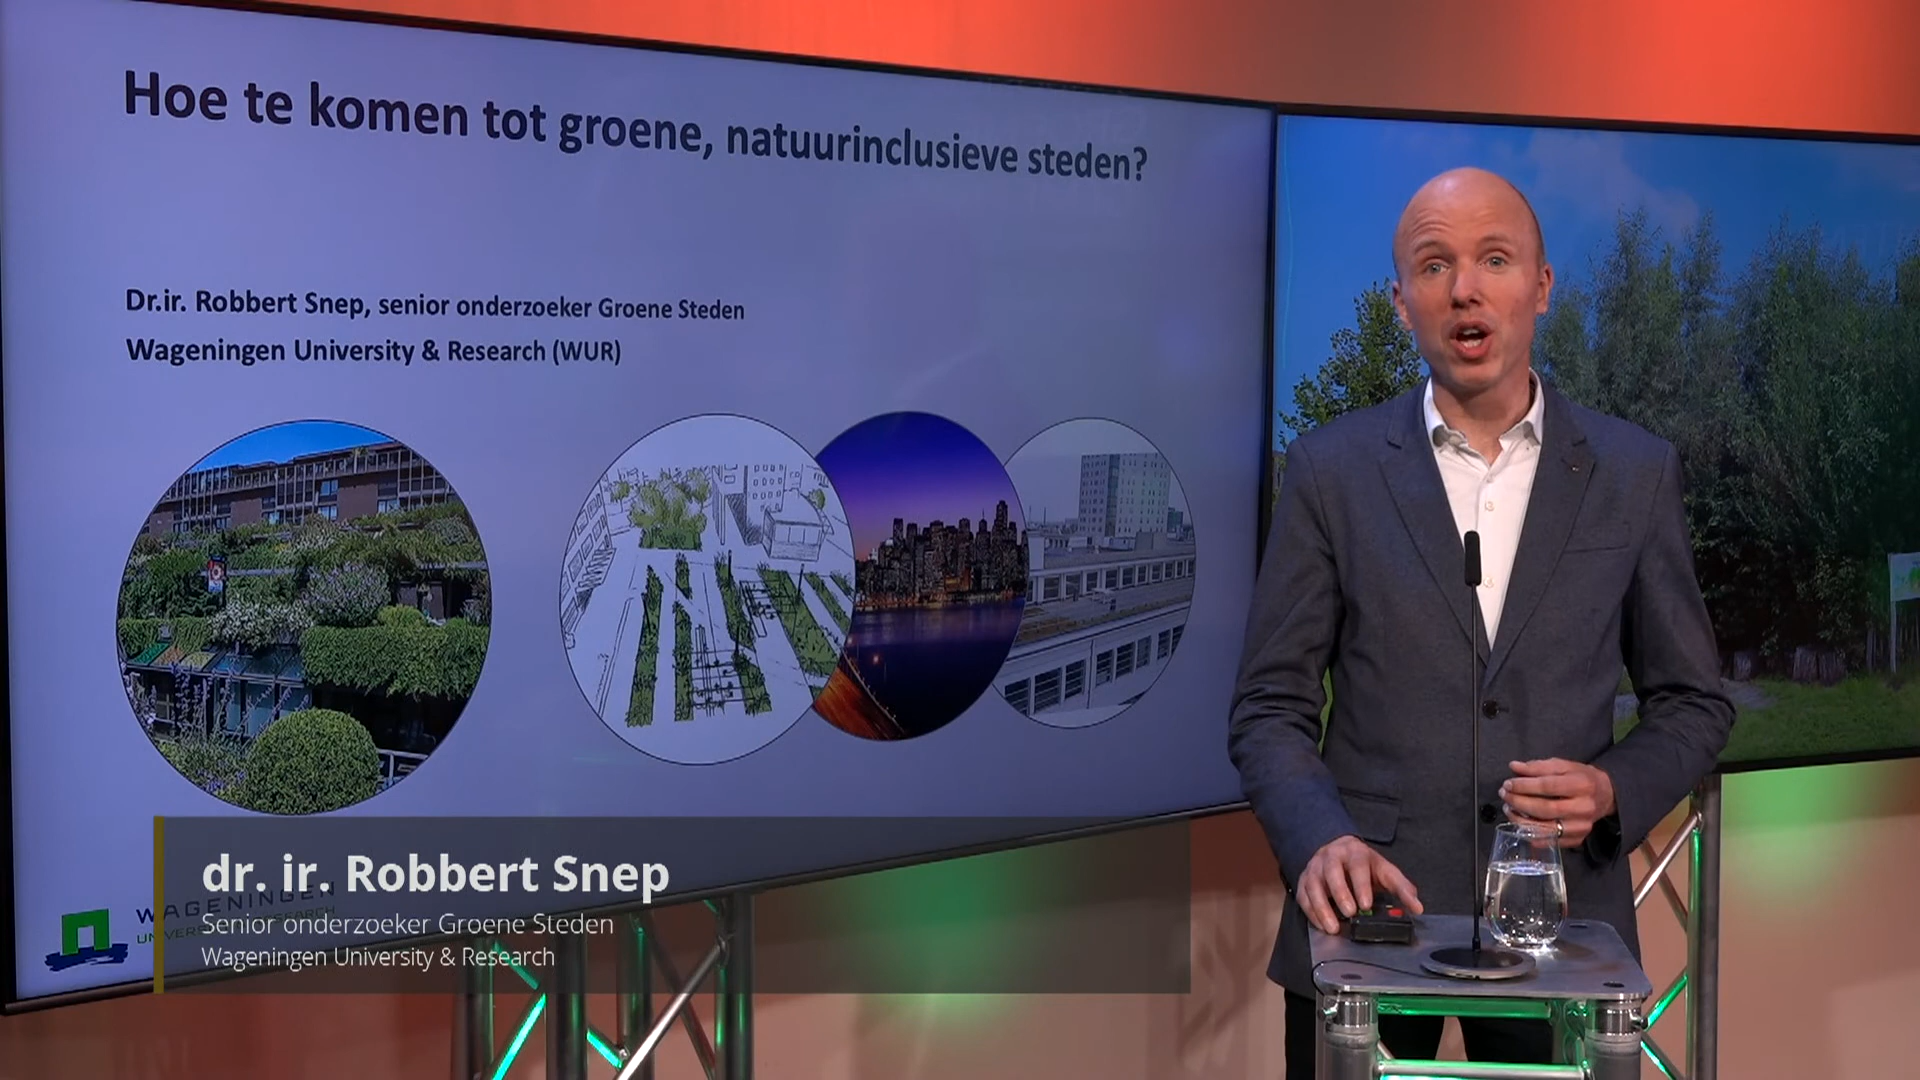 Hoe te komen tot groene, natuurinclusieve steden?
Dr.ir. Robbert Snep, senior onderzoeker Groene Steden
Wageningen University & Research (WUR)
dr. ir. Robbert Snep
Senior onderzoeker Groene Steden
Wageningen University & Research
WAGENINGEN